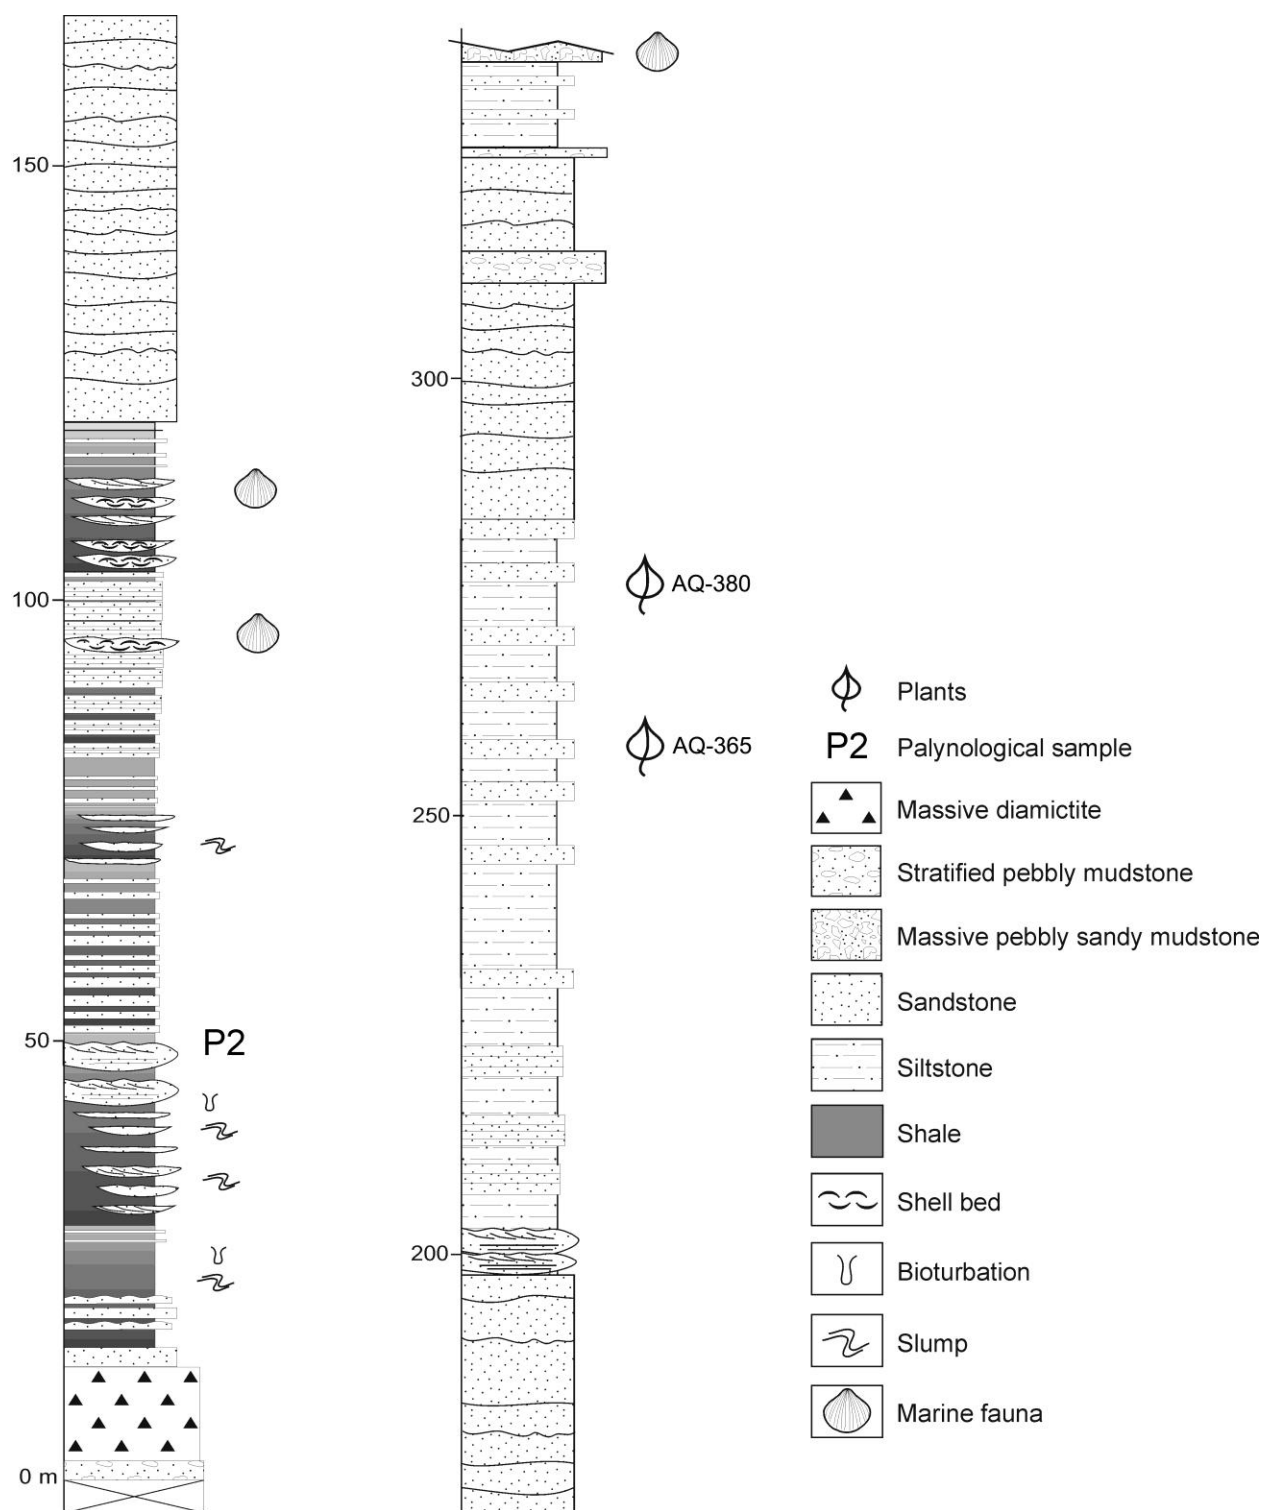 150
100
50
P2
0 m
300
AQ-380
AQ-365
250
200
Plants
P2 Palynological sample
Massive diamictite
Stratified pebbly mudstone
Massive pebbly sandy mudstone
Sandstone
Siltstone
Shale
Shell bed
Bioturbation
Slump
Marine fauna